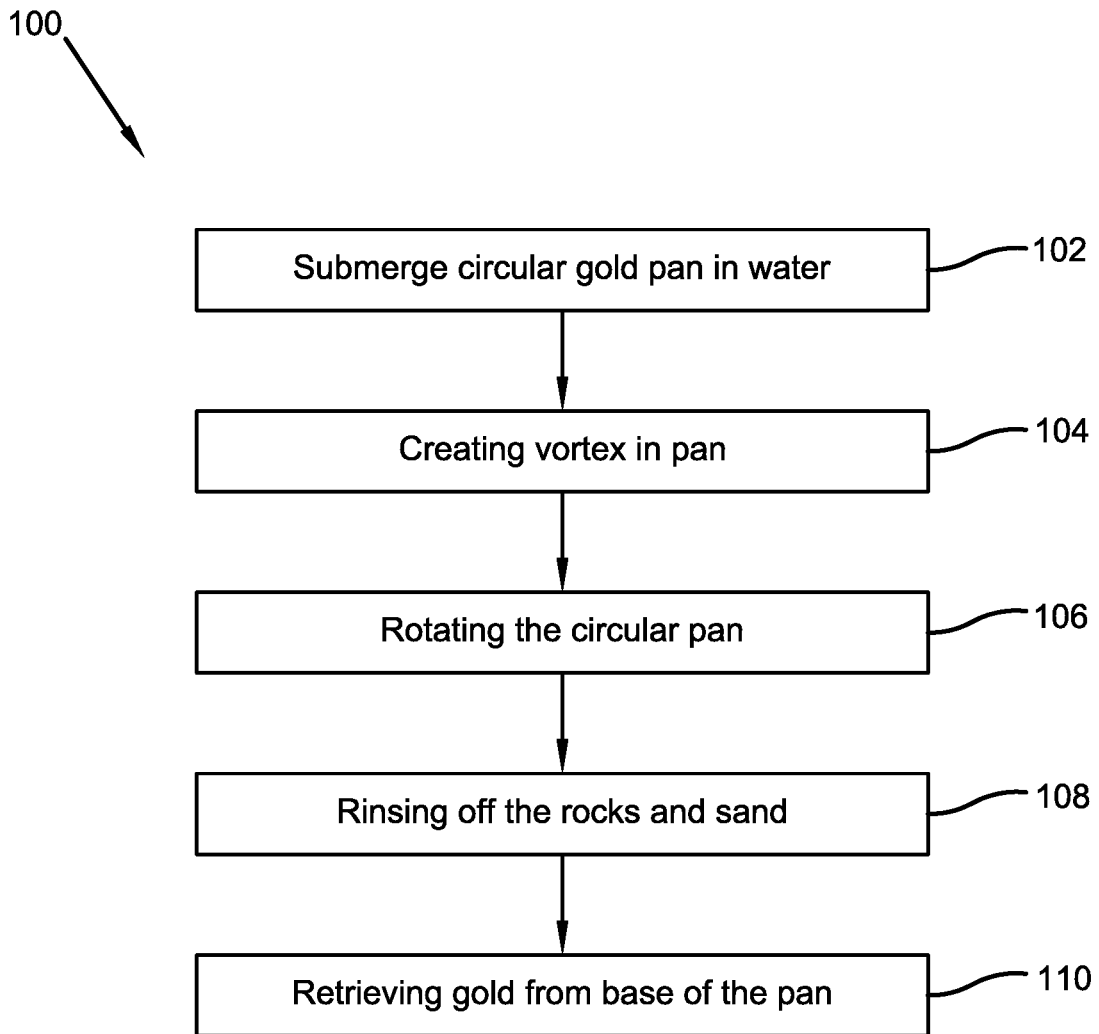 100
Submerge circular gold pan in water
102
Creating vortex in pan
104
Rotating the circular pan
106
Rinsing off the rocks and sand
108
Retrieving gold from base of the pan
110